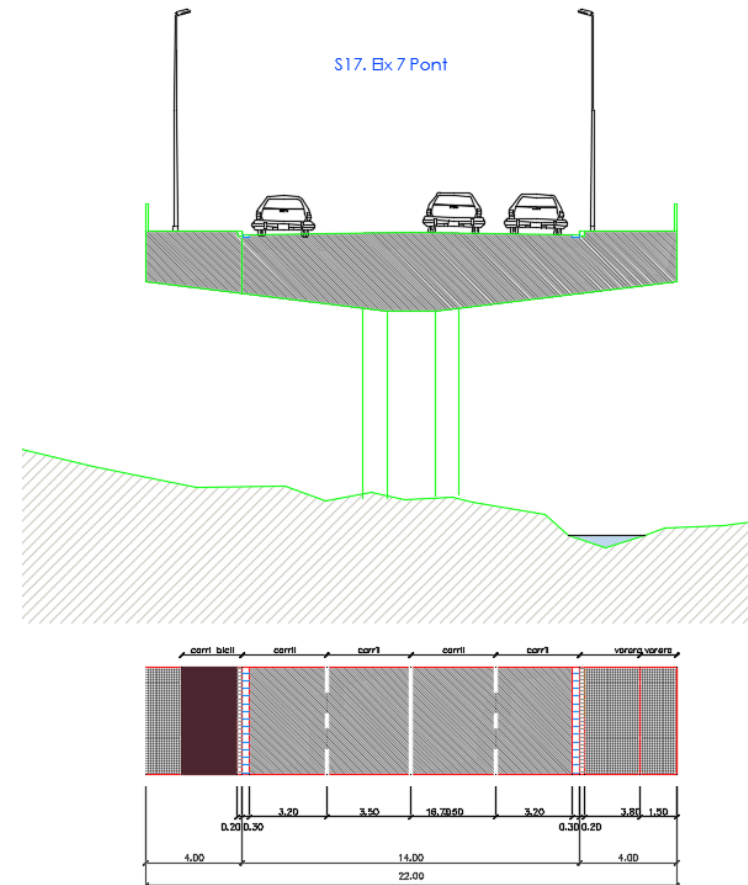 S17. Eix 7 Pont
carril bicil carril carril carril carril vorera vorera
3.20 3.50 3.20 3.80 1.50
0.20 0.30 0.30 0.20
4.00 14.00 4.00
22.00